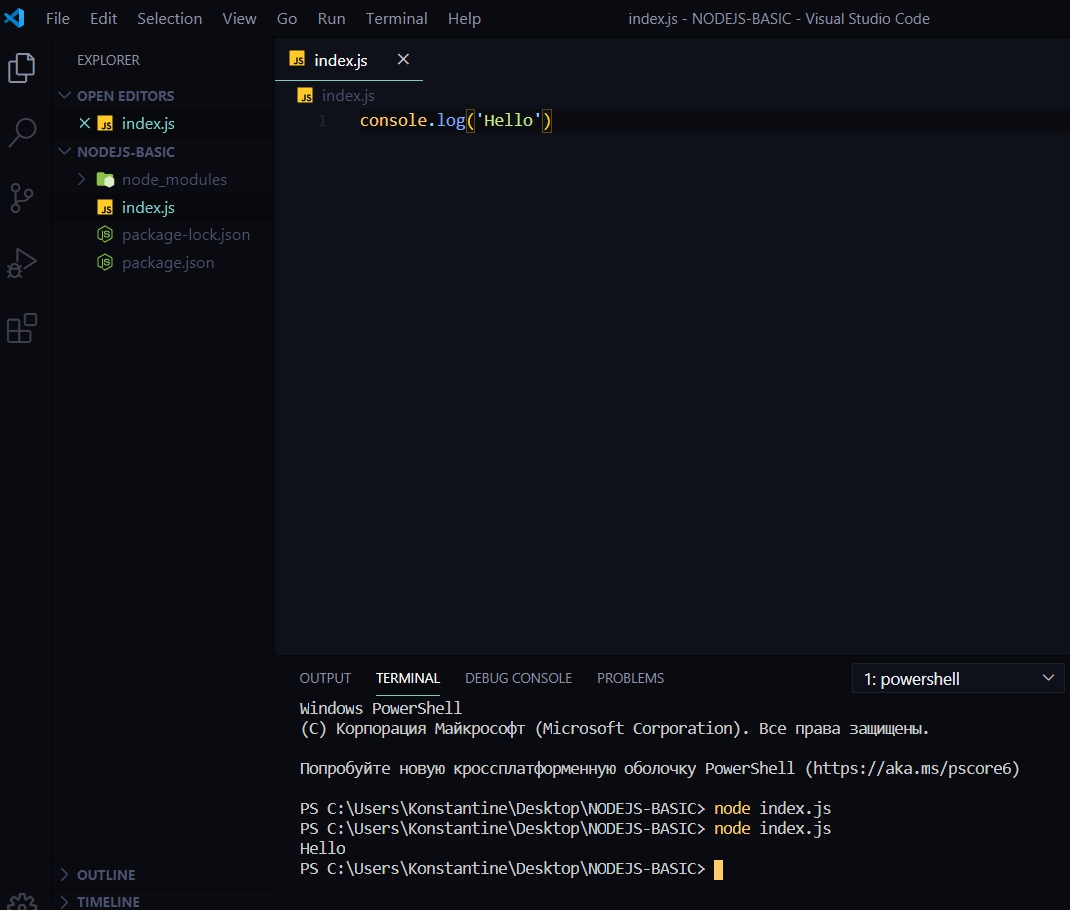 File Edit Selection View Go Run Terminal Help index.js - NODEJS-BASIC - Visual Studio Code
EXPLORER
OPEN EDITORS
JS index.js
NODEJS-BASIC
node_modules
JS index.js
JS package-lock.json
JS package.json
OUTLINE
TIMELINE
JS index.js
JS index.js
1 console.log('Hello')
OUTPUT TERMINAL DEBUG CONSOLE PROBLEMS 1: powershell
Windows PowerShell
(C) Корпорация Майкрософт (Microsoft Corporation). Все права защищены.
Попробуйте новую кроссплатформенную оболочку PowerShell (https://aka.ms/pscore6)
PS C:\Users\Konstantine\Desktop\NODEJS-BASIC> node index.js
PS C:\Users\Konstantine\Desktop\NODEJS-BASIC> node index.js
Hello
PS C:\Users\Konstantine\Desktop\NODEJS-BASIC>